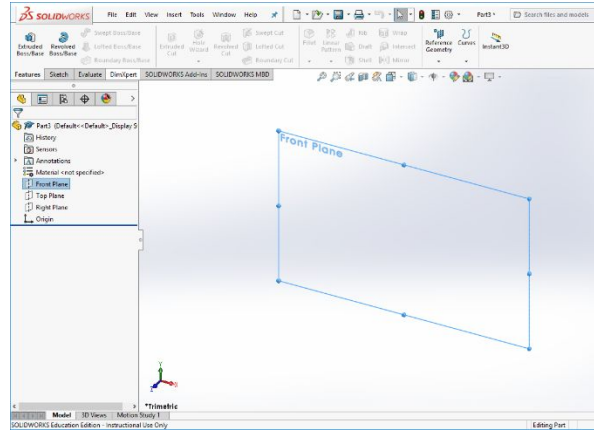 SOLIDWORKS File Edit View Insert Tools Window Help Part3 Search files and models
Extruded Boss/Base
Revolved Boss/Base
Swept Boss/Base
Lofted Boss/Base
Boundary Boss/Base
Extruded Cut
Hole Wizard
Revolved Cut
Swept Cut
Lofted Cut
Boundary Cut
Fillet
Linear Pattern
Rib
Draft
Shell
Wrap
Intersect
Mirror
Reference Geometry
Curves
Instant3D
Features Sketch Evaluate DimXpert SOLIDWORKS Add-Ins SOLIDWORKS MBD
Part3 (Default<<Default>_Display S
History
Sensors
Annotations
Material <not specified>
Front Plane
Top Plane
Right Plane
Origin
Front Plane
Y
X
*Trimetric
Model 3D Views Motion Study 1
SOLIDWORKS Education Edition - Instructional Use Only Editing Part